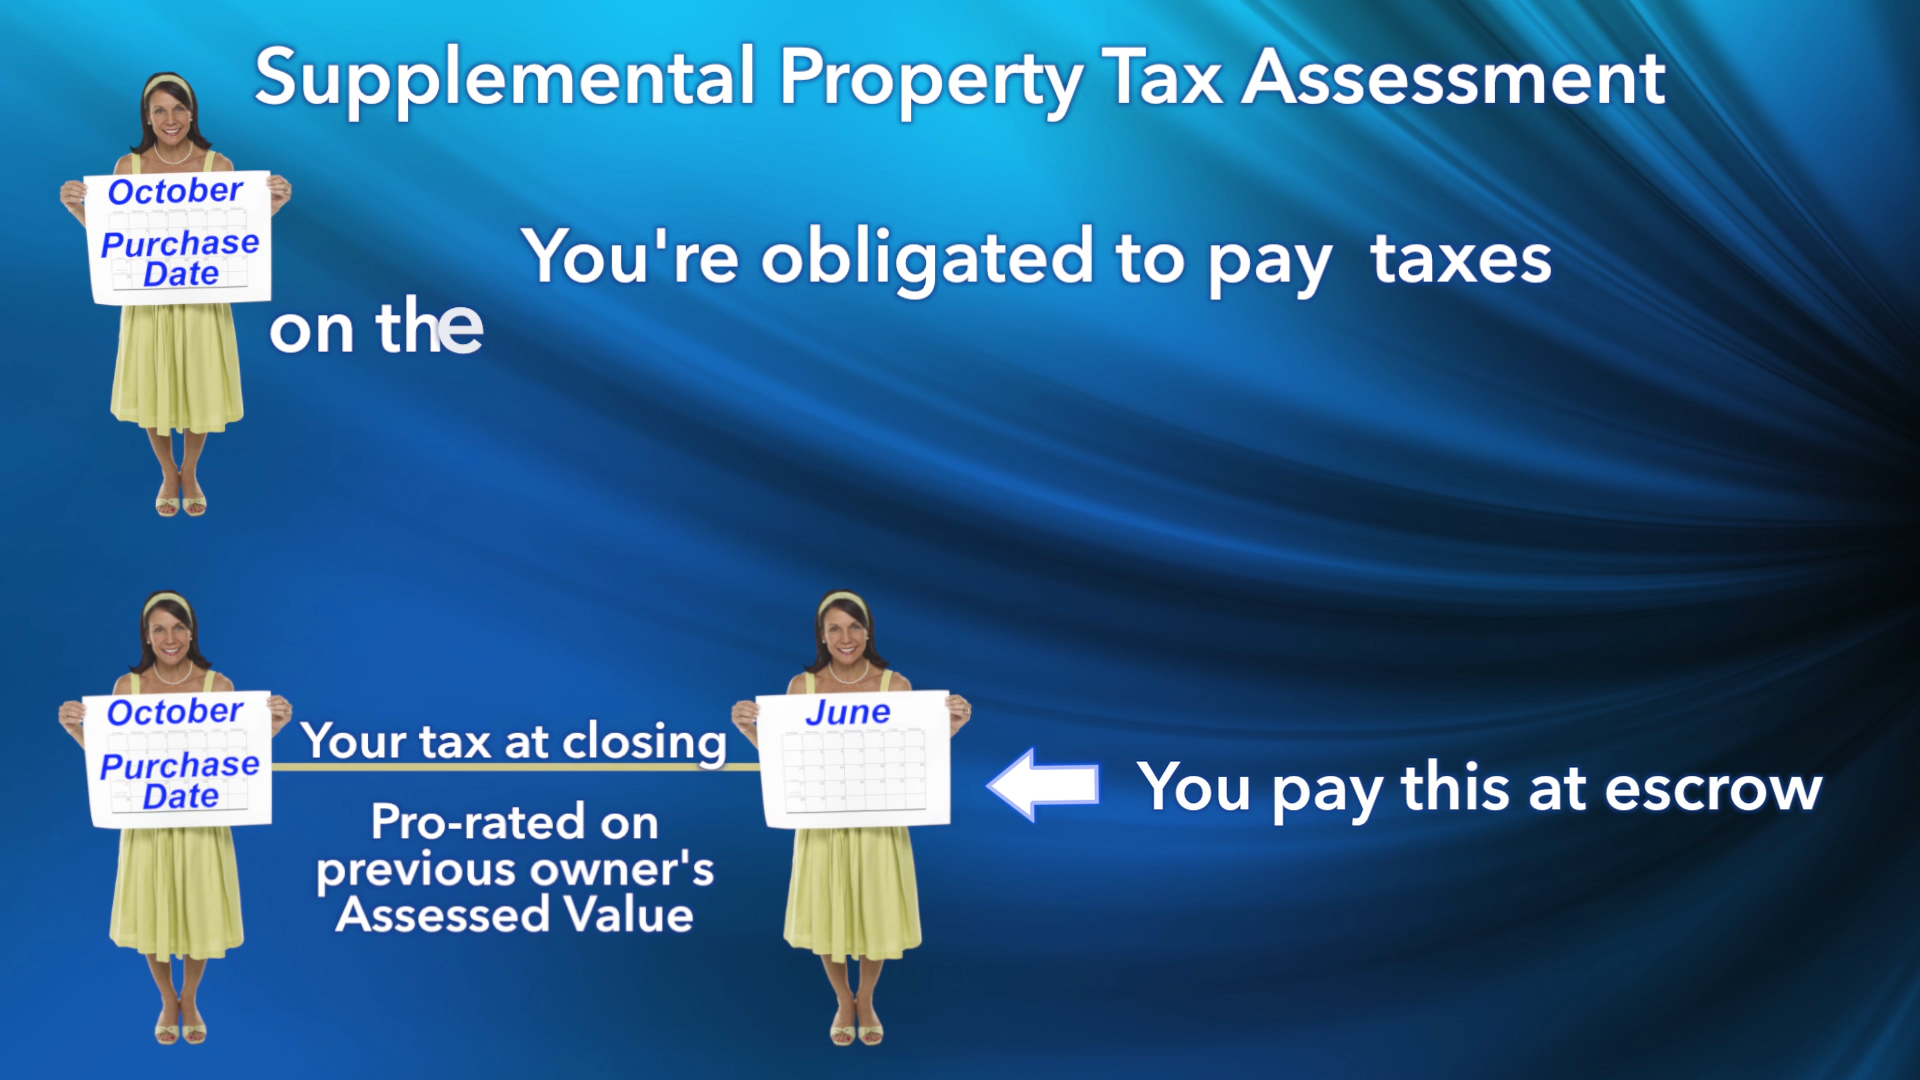 Supplemental Property Tax Assessment
October
Purchase
Date
You're obligated to pay taxes
on the
October
Purchase
Date
Your tax at closing
Pro-rated on
previous owner's
Assessed Value
June
You pay this at escrow